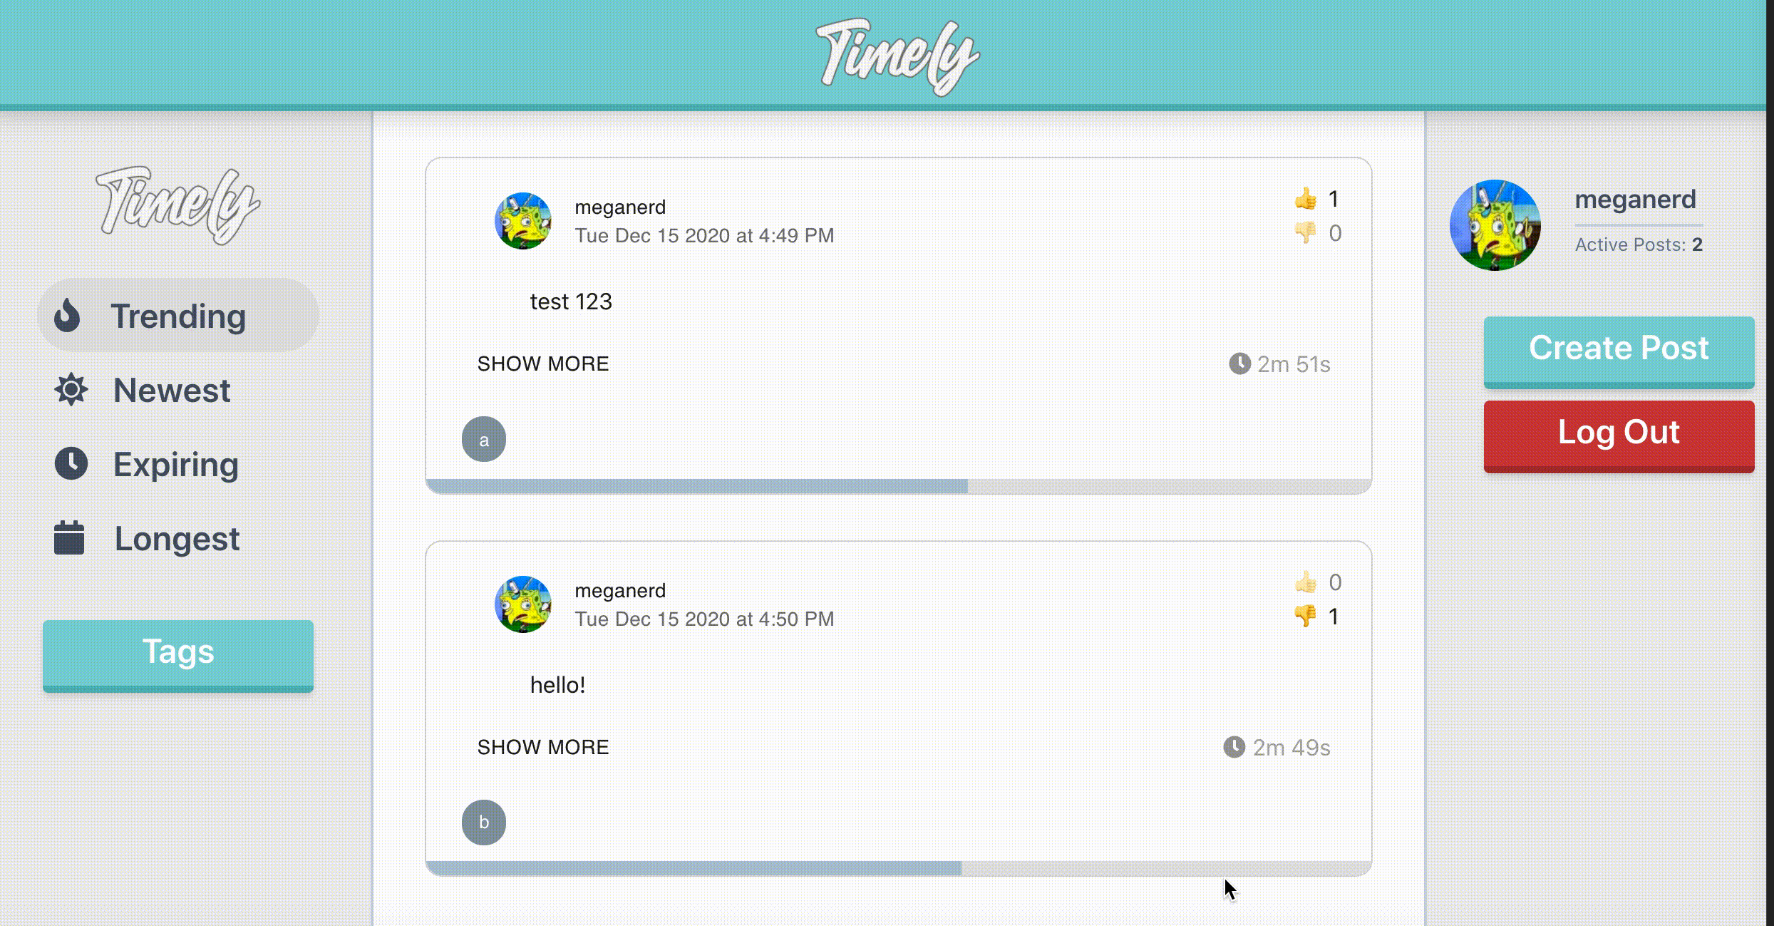 Timely
Timely
Trending
Newest
Expiring
Longest
Tags
meganerd
Tue Dec 15 2020 at 4:49 PM
👍 1
👎 0
test 123
SHOW MORE
2m 51s
a
meganerd
Tue Dec 15 2020 at 4:50 PM
👍 0
👎 1
hello!
SHOW MORE
2m 49s
b
meganerd
Active Posts: 2
Create Post
Log Out